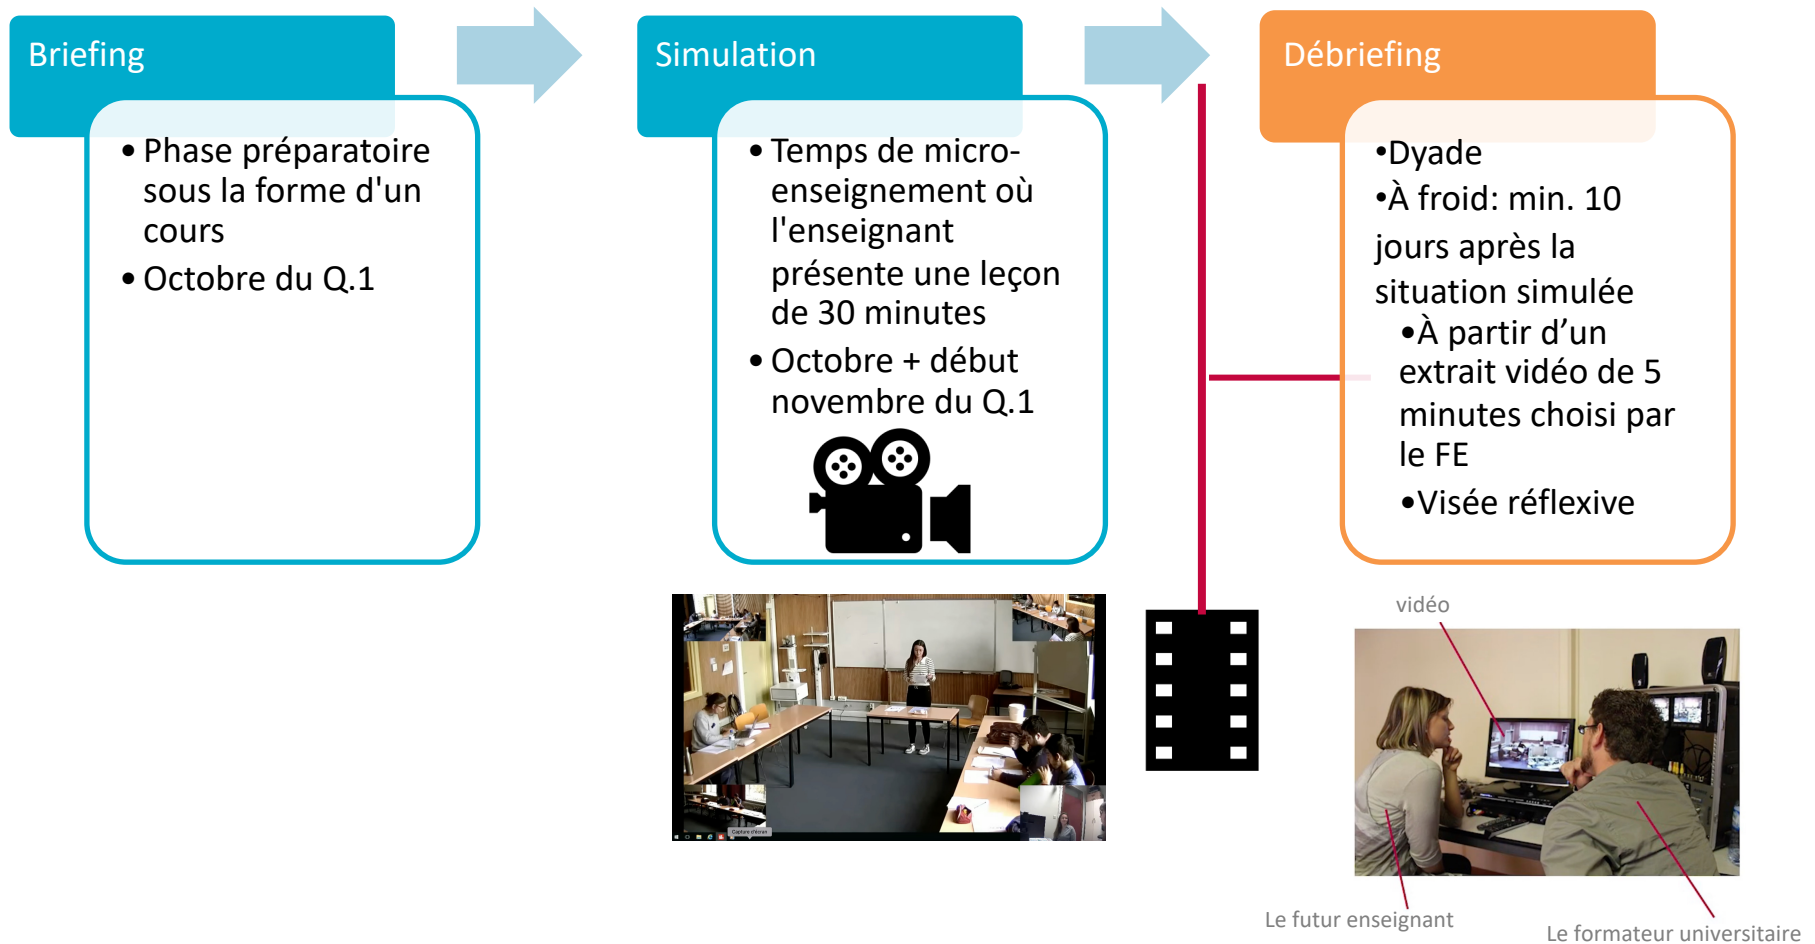 Briefing
• Phase préparatoire
sous la forme d'un
cours
• Octobre du Q.1
Simulation
• Temps de micro-
enseignement où
l'enseignant
présente une leçon
de 30 minutes
• Octobre + début
novembre du Q.1
Débriefing
•Dyade
•À froid: min. 10
jours après la
situation simulée
•À partir d’un
extrait vidéo de 5
minutes choisi par
le FE
•Visée réflexive
Capture d'écran
vidéo
Le futur enseignant
Le formateur universitaire